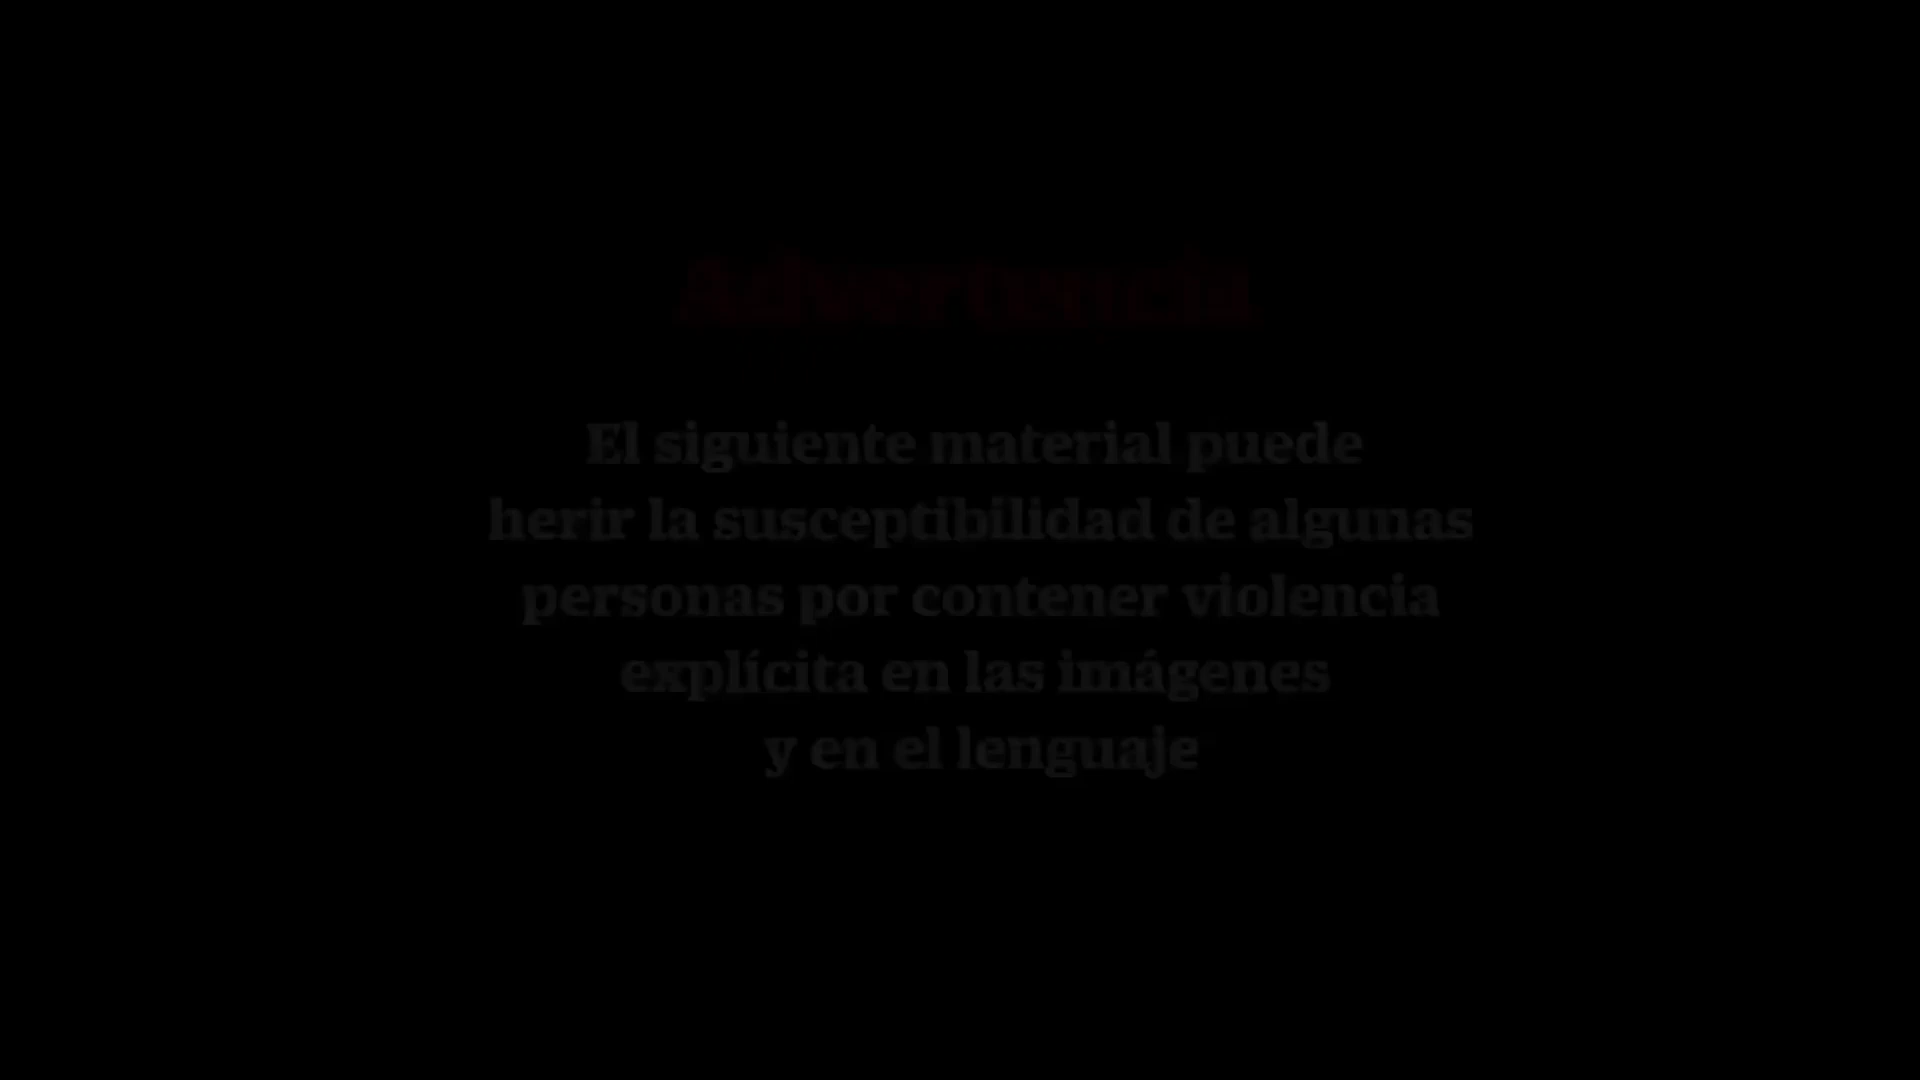 Advertencia
El siguiente material puede
herir la susceptibilidad de algunas
personas por contener violencia
explícita en las imágenes
y en el lenguaje